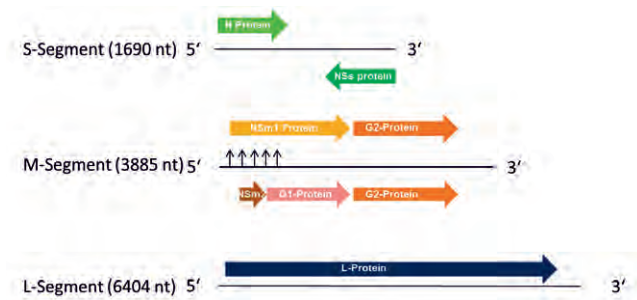 N Protein
S-Segment (1690 nt) 5‘ 3‘
NSs protein
NSm1 Protein G2-Protein
M-Segment (3885 nt) 5‘ 3‘
NSm2 G1-Protein G2-Protein
L-Protein
L-Segment (6404 nt) 5‘ 3‘